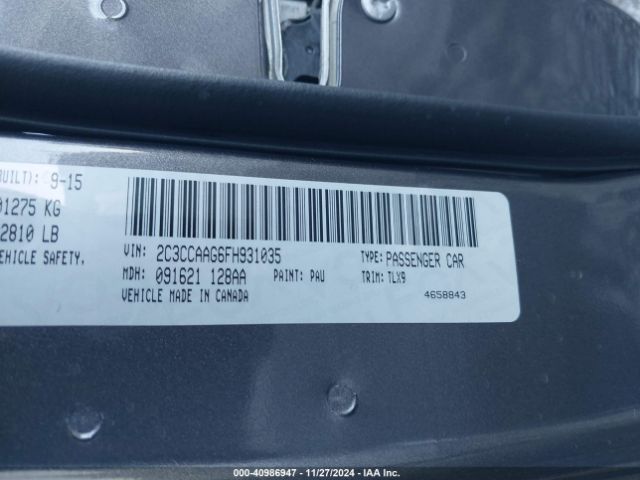 BUILT): 9-15
01275 KG
2810 LB
VEHICLE SAFETY.
VIN: 2C3CCAAG6FH931035
TYPE: PASSENGER CAR
MDH: 091621 128AA
PAINT: PAU
TRIM: TLX9
VEHICLE MADE IN CANADA
4658843
000-40986947 - 11/27/2024 - IAA Inc.